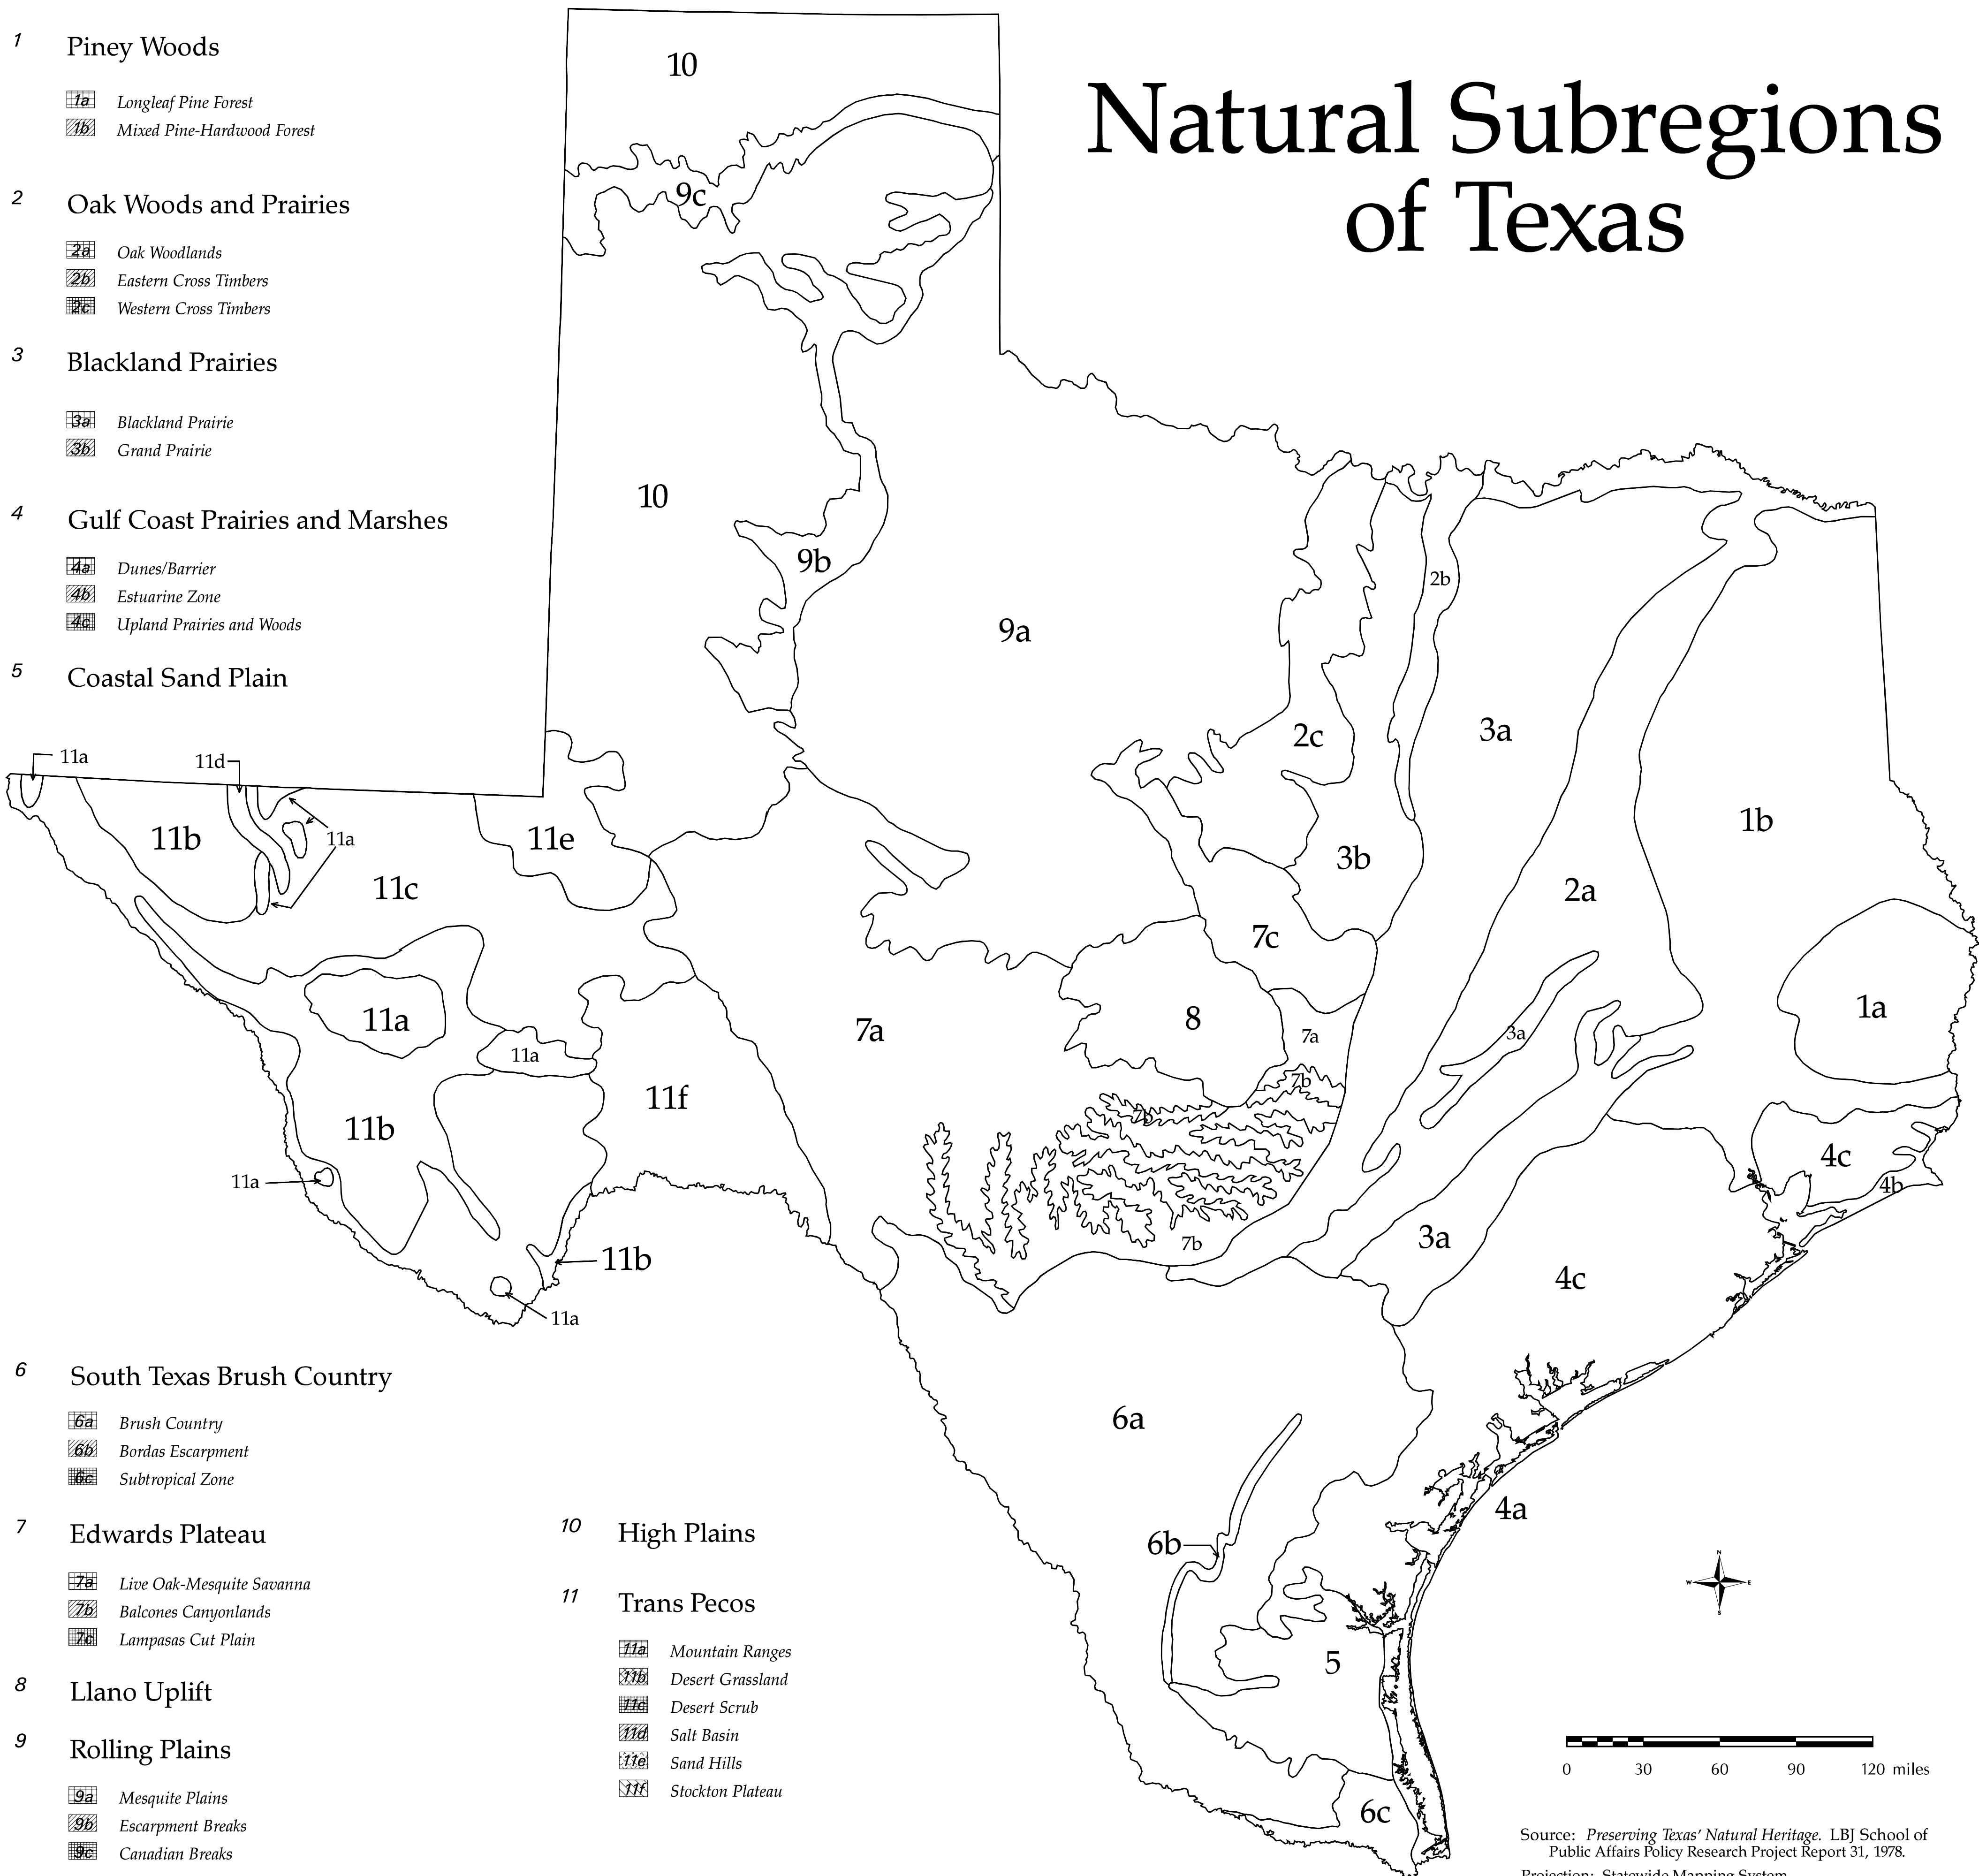 Natural Subregions
of Texas
1 Piney Woods
1a Longleaf Pine Forest
1b Mixed Pine-Hardwood Forest
2 Oak Woods and Prairies
2a Oak Woodlands
2b Eastern Cross Timbers
2c Western Cross Timbers
3 Blackland Prairies
3a Blackland Prairie
3b Grand Prairie
4 Gulf Coast Prairies and Marshes
4a Dunes/Barrier
4b Estuarine Zone
4c Upland Prairies and Woods
5 Coastal Sand Plain
10
9c
10
9b
9a
2b
2c
3a
1b
3b
2a
11a
11d
11b
11a
11e
11c
7c
11a
11a
7a
8
7a
3a
1a
11f
7b
7b
11b
4c
4b
11a
7b
3a
11b
4c
11a
6a
4a
6b
5
6c
N
W E
S
6 South Texas Brush Country
6a Brush Country
6b Bordas Escarpment
6c Subtropical Zone
7 Edwards Plateau
7a Live Oak-Mesquite Savanna
7b Balcones Canyonlands
7c Lampasas Cut Plain
8 Llano Uplift
9 Rolling Plains
9a Mesquite Plains
9b Escarpment Breaks
9c Canadian Breaks
10 High Plains
11 Trans Pecos
11a Mountain Ranges
11b Desert Grassland
11c Desert Scrub
11d Salt Basin
11e Sand Hills
11f Stockton Plateau
0 30 60 90 120 miles
Source: Preserving Texas' Natural Heritage. LBJ School of
Public Affairs Policy Research Project Report 31, 1978.
Projection: Statewide Mapping System